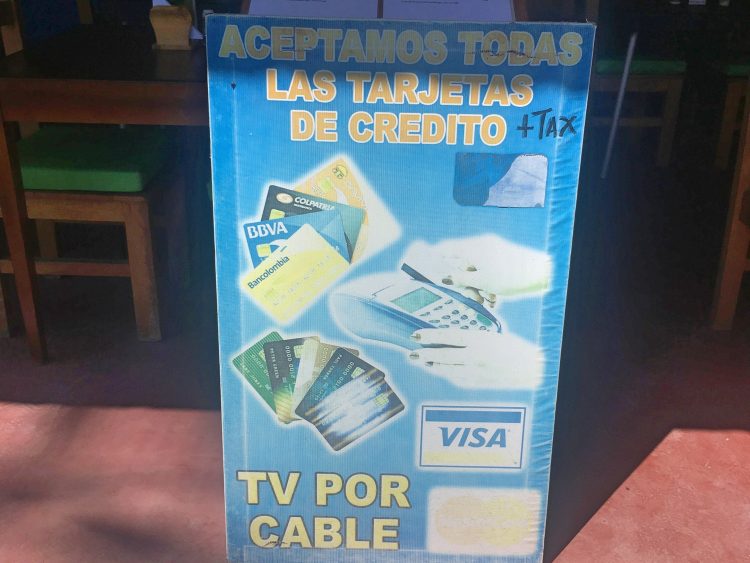 ACEPTAMOS TODAS
LAS TARJETAS
DE CREDITO +TAX
COLPATRIA
BBVA
Bancolombia
VISA
TV POR
CABLE